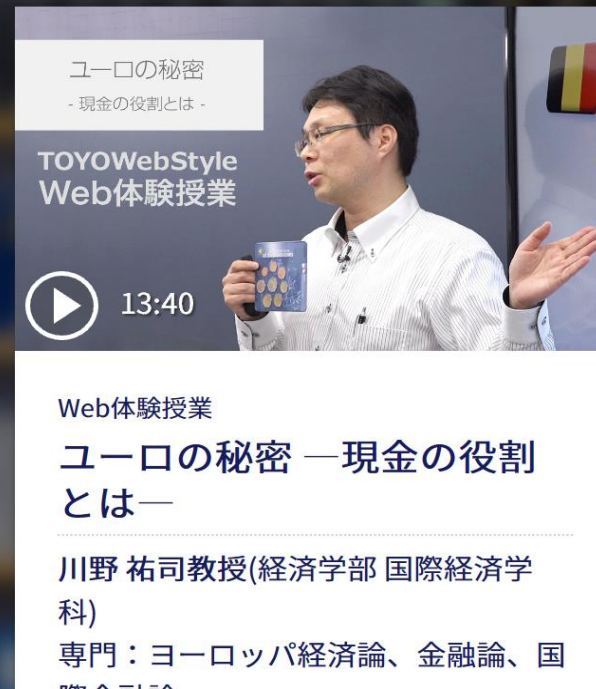 ユーロの秘密
- 現金の役割とは -
TOYOWebStyle
Web体験授業
13:40
Web体験授業
ユーロの秘密 ―現金の役割
とは―
川野 祐司教授(経済学部 国際経済学
科)
専門：ヨーロッパ経済論、金融論、国